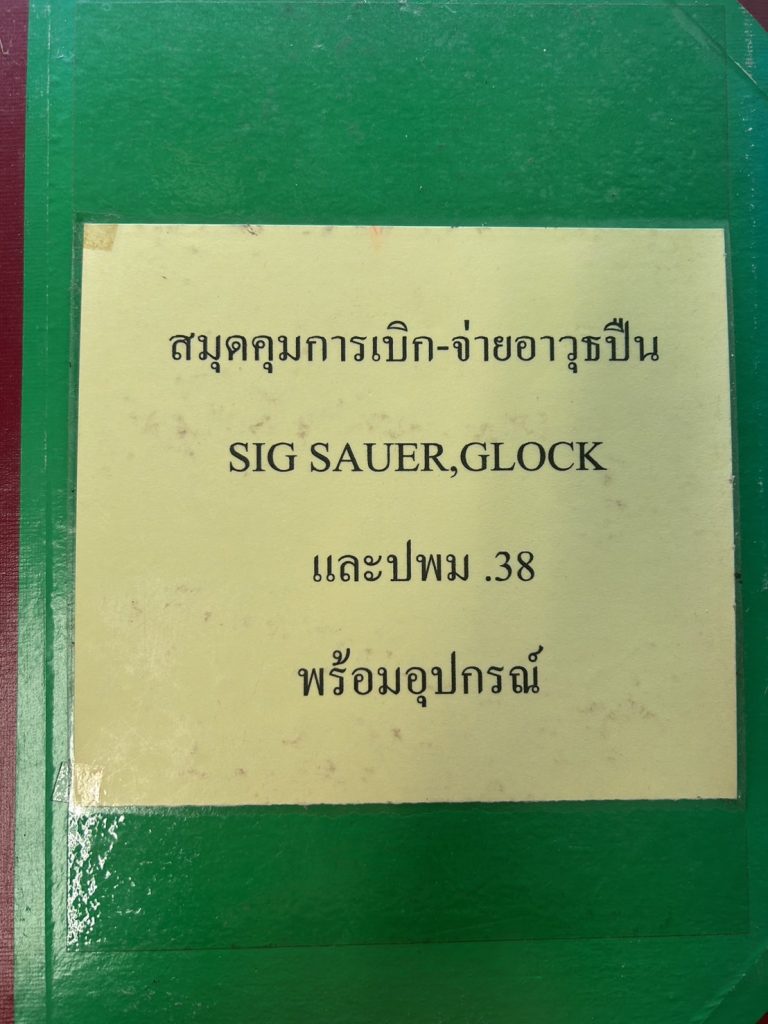 สมุดคุมการเบิก-จ่ายอาวุธปืน
SIG SAUER,GLOCK
และปพม .38
พร้อมอุปกรณ์